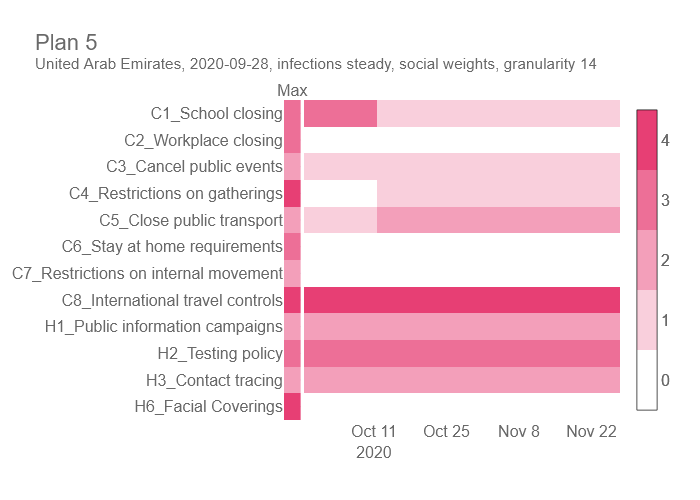 Plan 5
United Arab Emirates, 2020-09-28, infections steady, social weights, granularity 14
Max
C1_School closing
C2_Workplace closing
C3_Cancel public events
C4_Restrictions on gatherings
C5_Close public transport
C6_Stay at home requirements
C7_Restrictions on internal movement
C8_International travel controls
H1_Public information campaigns
H2_Testing policy
H3_Contact tracing
H6_Facial Coverings
4
3
2
1
0
Oct 11 Oct 25 Nov 8 Nov 22
2020